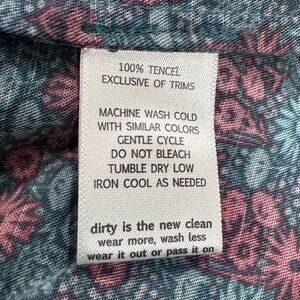 100% TENCEL
EXCLUSIVE OF TRIMS
MACHINE WASH COLD
WITH SIMILAR COLORS
GENTLE CYCLE
DO NOT BLEACH
TUMBLE DRY LOW
IRON COOL AS NEEDED
dirty is the new clean
wear more, wash less
wear it out or pass it on